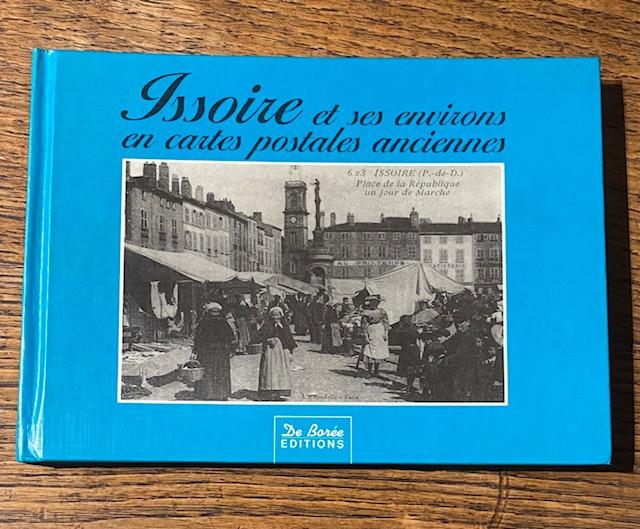 Issoire et ses environs
en cartes postales anciennes
623 - ISSOIRE (P.-de-D.)
Place de la République
un jour de Marché
AU PRINTEMPS
De Borée
EDITIONS